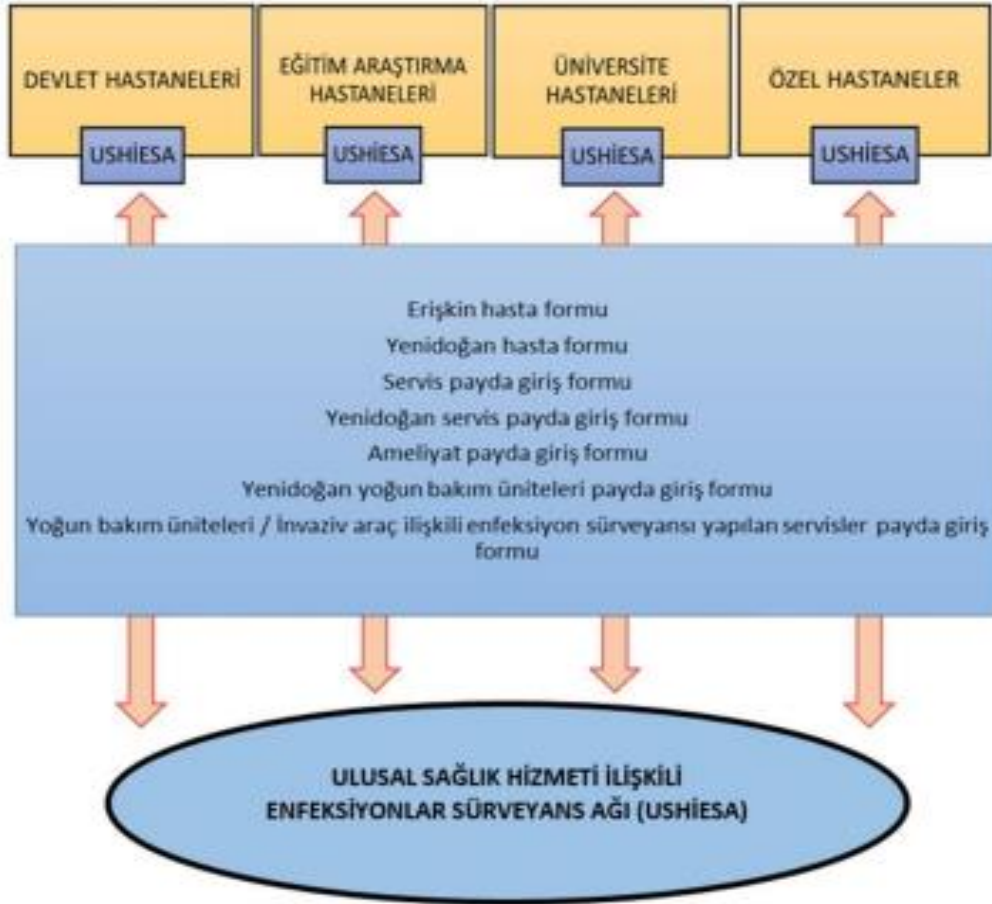 DEVLET HASTANELERİ
EĞİTİM ARAŞTIRMA
HASTANELERİ
ÜNİVERSİTE
HASTANELERİ
ÖZEL HASTANELER
USHİESA
USHİESA
USHİESA
USHİESA
Erişkin hasta formu
Yenidoğan hasta formu
Servis payda giriş formu
Yenidoğan servis payda giriş formu
Ameliyat payda giriş formu
Yenidoğan yoğun bakım üniteleri payda giriş formu
Yoğun bakım üniteleri / İnvaziv araç ilişkili enfeksiyon sürveyansı yapılan servisler payda giriş
formu
ULUSAL SAĞLIK HİZMETİ İLİŞKİLİ
ENFEKSİYONLAR SÜRVEYANS AĞI (USHİESA)